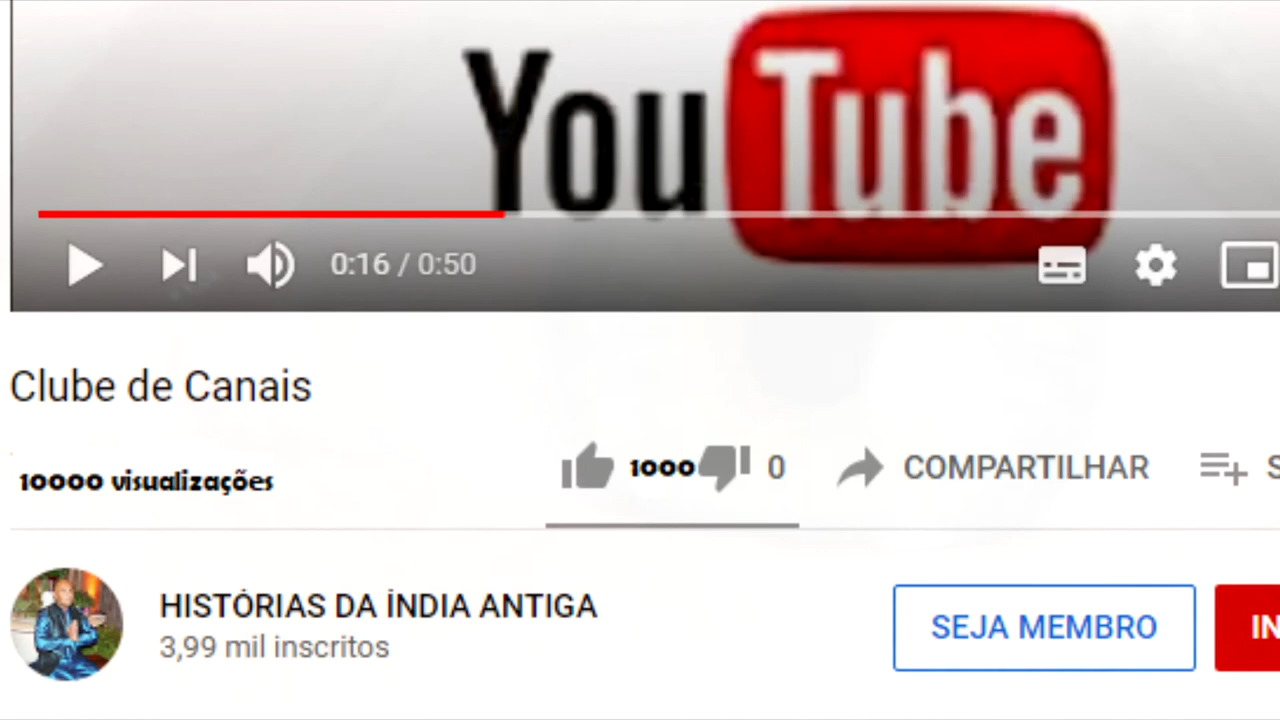 YouTube
0:16 / 0:50
Clube de Canais
10000 visualizações
1000 0 COMPARTILHAR S
HISTÓRIAS DA ÍNDIA ANTIGA
3,99 mil inscritos
SEJA MEMBRO IN